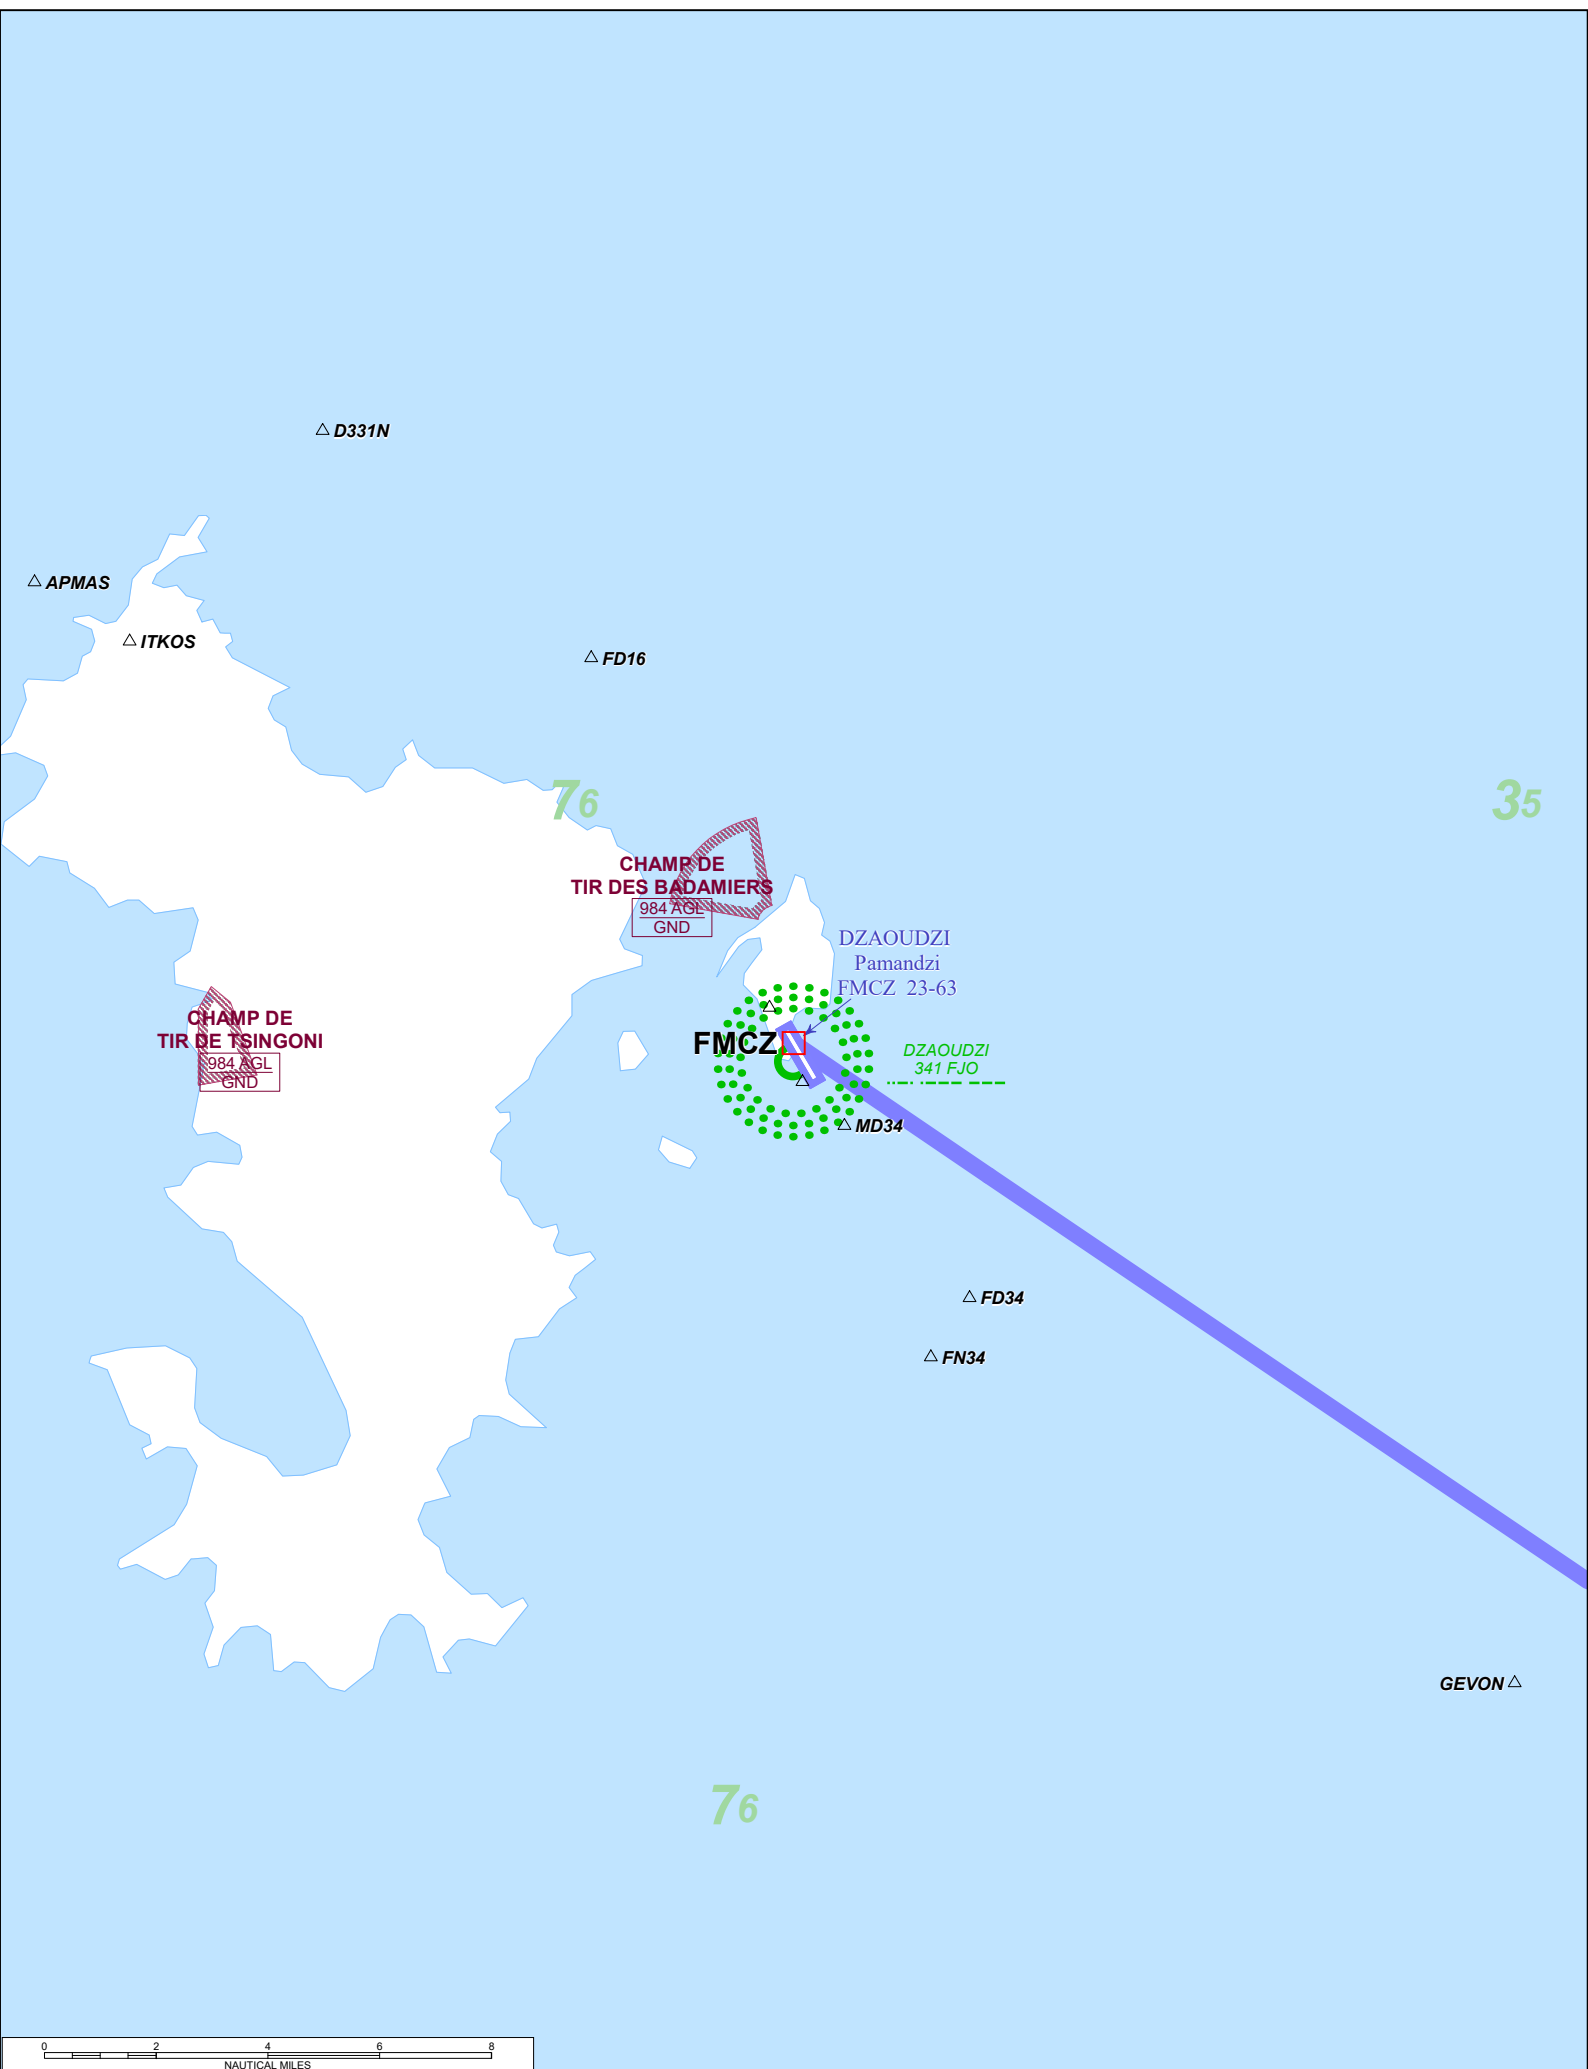 D331N
APMAS
ITKOS
FD16
76
35
CHAMP DE
TIR DES BADAMIERS
984 AGL
GND
DZAOUDZI
Pamandzi
FMCZ 23-63
CHAMP DE
TIR DE TSINGONI
984 AGL
GND
FMCZ
DZAOUDZI
341 FJO
MD34
FD34
FN34
GEVON
76
0 2 4 6 8
NAUTICAL MILES